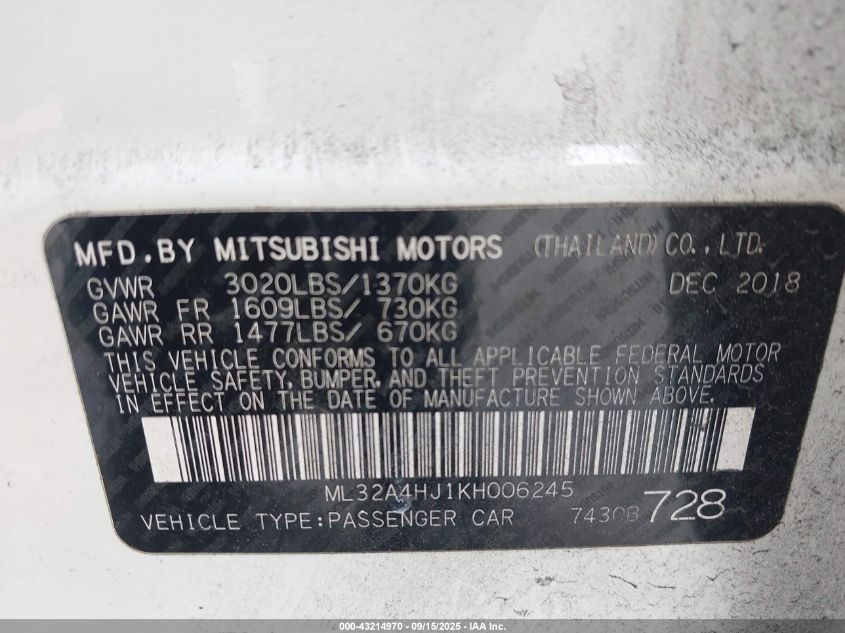 MFD.BY MITSUBISHI MOTORS (THAILAND) CO.,LTD.
GVWR 3020LBS/1370KG DEC 2018
GAWR FR 1609LBS/ 730KG
GAWR RR 1477LBS/ 670KG
THIS VEHICLE CONFORMS TO ALL APPLICABLE FEDERAL MOTOR
VEHICLE SAFETY, BUMPER, AND THEFT PREVENTION STANDARDS
IN EFFECT ON THE DATE OF MANUFACTURE SHOWN ABOVE.
ML32A4HJ1KH006245
VEHICLE TYPE:PASSENGER CAR 728
000-43214970 - 09/15/2025 - IAA Inc.